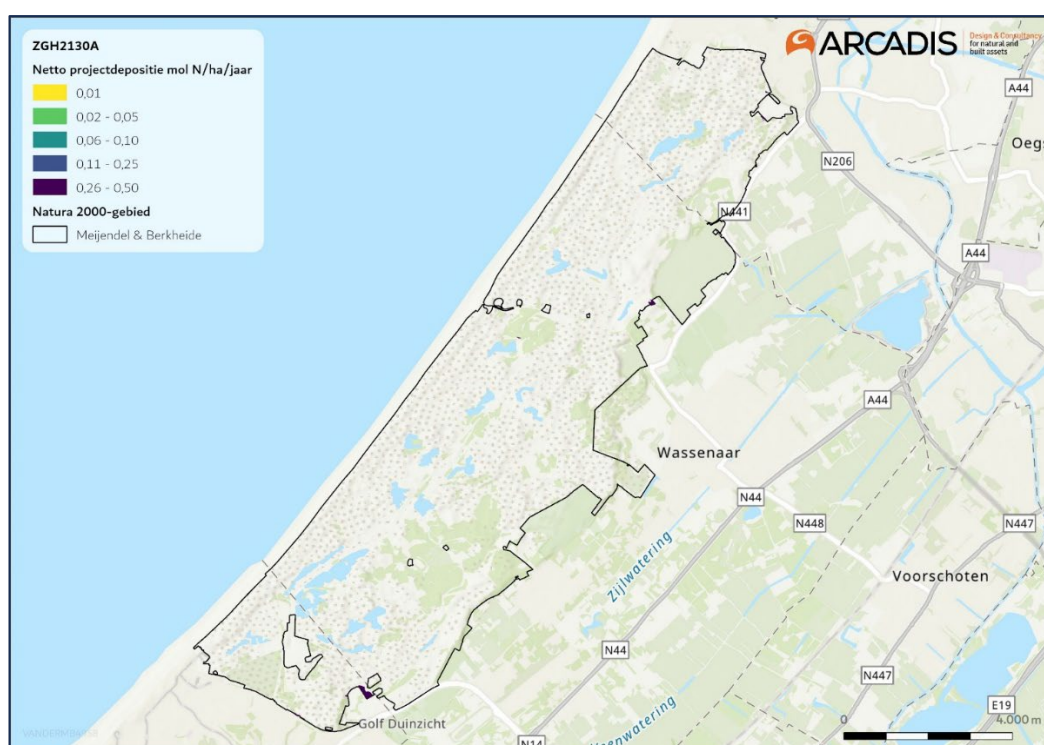 ZGH2130A
Netto projectdepositie mol N/ha/jaar
0,01
0,02 - 0,05
0,06 - 0,10
0,11 - 0,25
0,26 - 0,50
Natura 2000-gebied
Meijendel & Berkheide
ARCADIS
Design & Consultancy
for natural and
built assets
A44
Oegs
N206
N441
A44
A44
Wassenaar
N44
N448
N447
Zijlwatering
Voorschoten
N44
N447
E19
Golf Duinzicht
N14
0
4.000 m